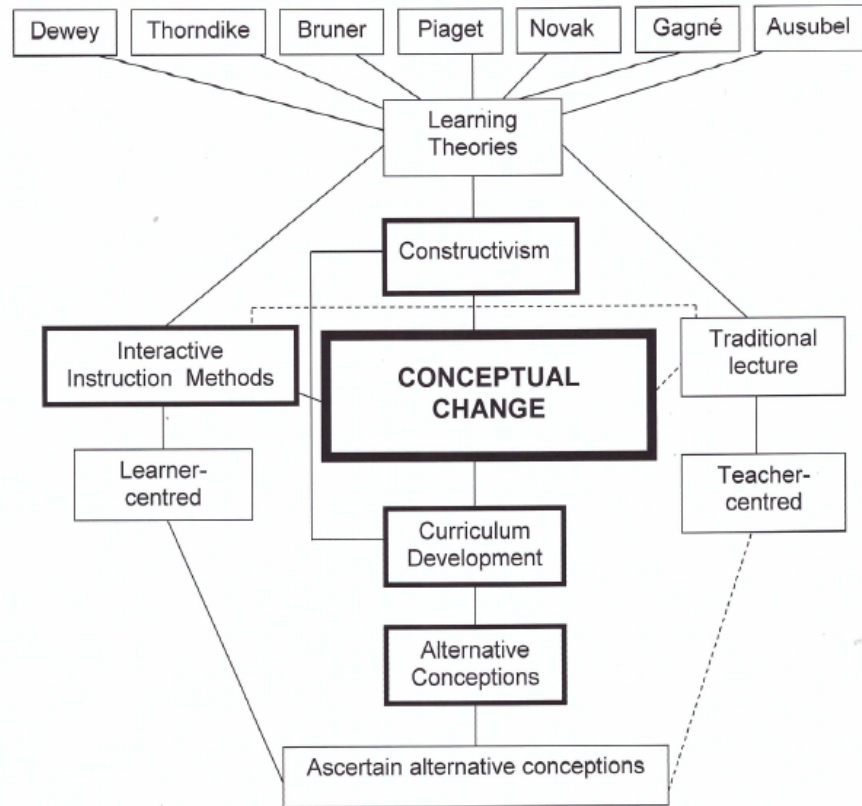 Dewey
Thorndike
Bruner
Piaget
Novak
Gagné
Ausubel
Learning
Theories
Constructivism
Interactive
Instruction Methods
CONCEPTUAL
CHANGE
Traditional
lecture
Learner-
centred
Teacher-
centred
Curriculum
Development
Alternative
Conceptions
Ascertain alternative conceptions